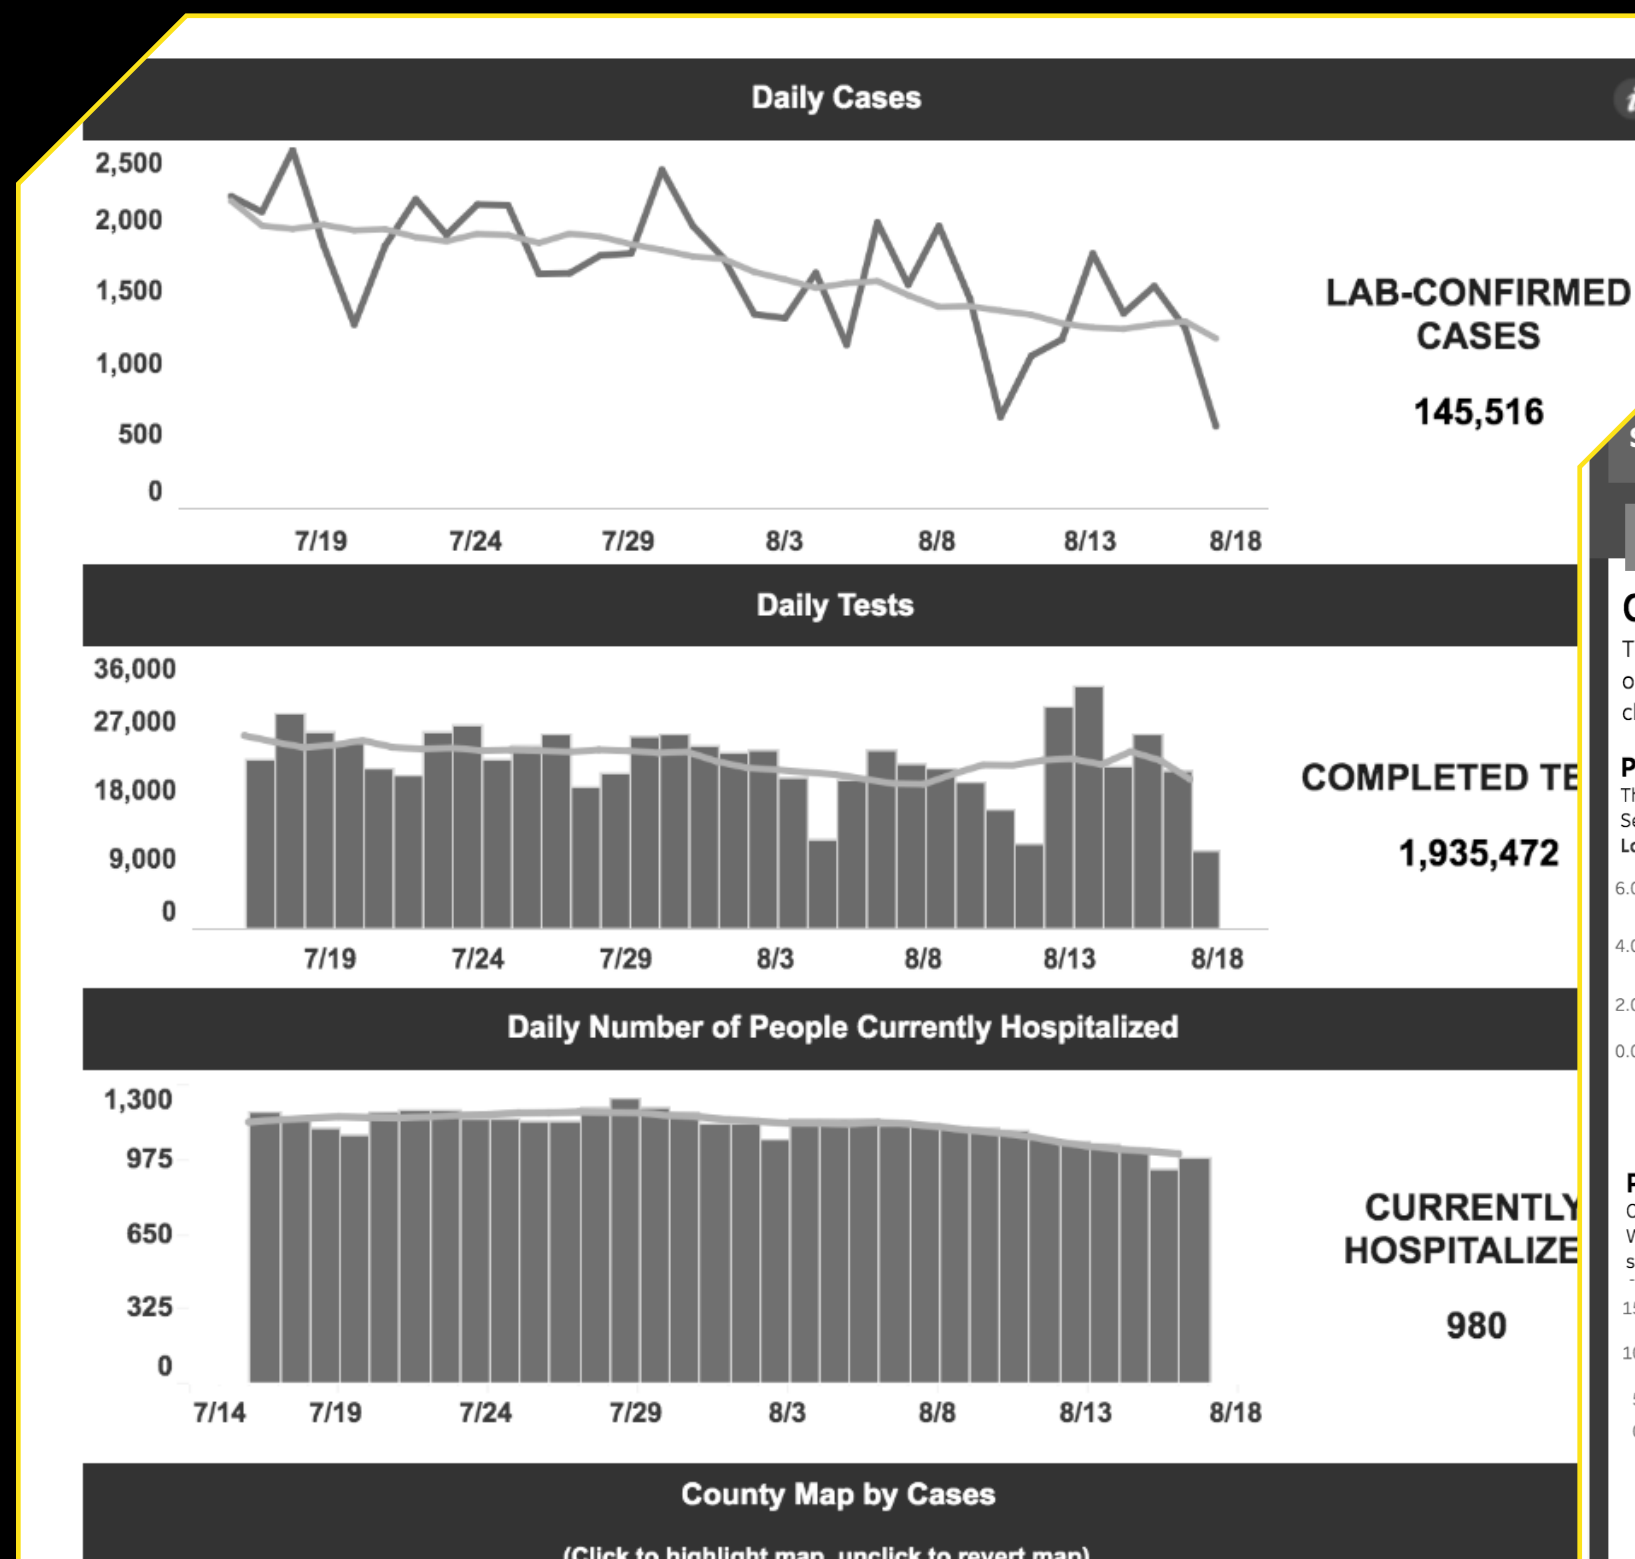 Daily Cases
2,500
2,000
1,500
1,000
500
0
7/19 7/24 7/29 8/3 8/8 8/13 8/18
LAB-CONFIRMED
CASES
145,516
Daily Tests
36,000
27,000
18,000
9,000
0
7/19 7/24 7/29 8/3 8/8 8/13 8/18
COMPLETED TE
1,935,472
Daily Number of People Currently Hospitalized
1,300
975
650
325
0
7/14 7/19 7/24 7/29 8/3 8/8 8/13 8/18
CURRENTLY
HOSPITALIZE
980
County Map by Cases
(Click to highlight map, unclick to revert map)